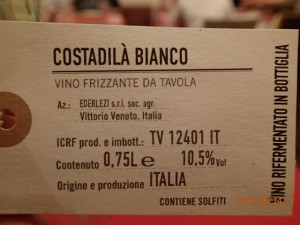 COSTADILÀ BIANCO
VINO FRIZZANTE DA TAVOLA
Az.: EDERLEZI s.r.l. soc. agr.
Vittorio Veneto, Italia
ICRF prod. e imbott.: TV 12401 IT
Contenuto 0,75L e 10,5% Vol
Origine e produzione ITALIA
CONTIENE SOLFITI
VINO RIFERMENTATO IN BOTTIGLIA